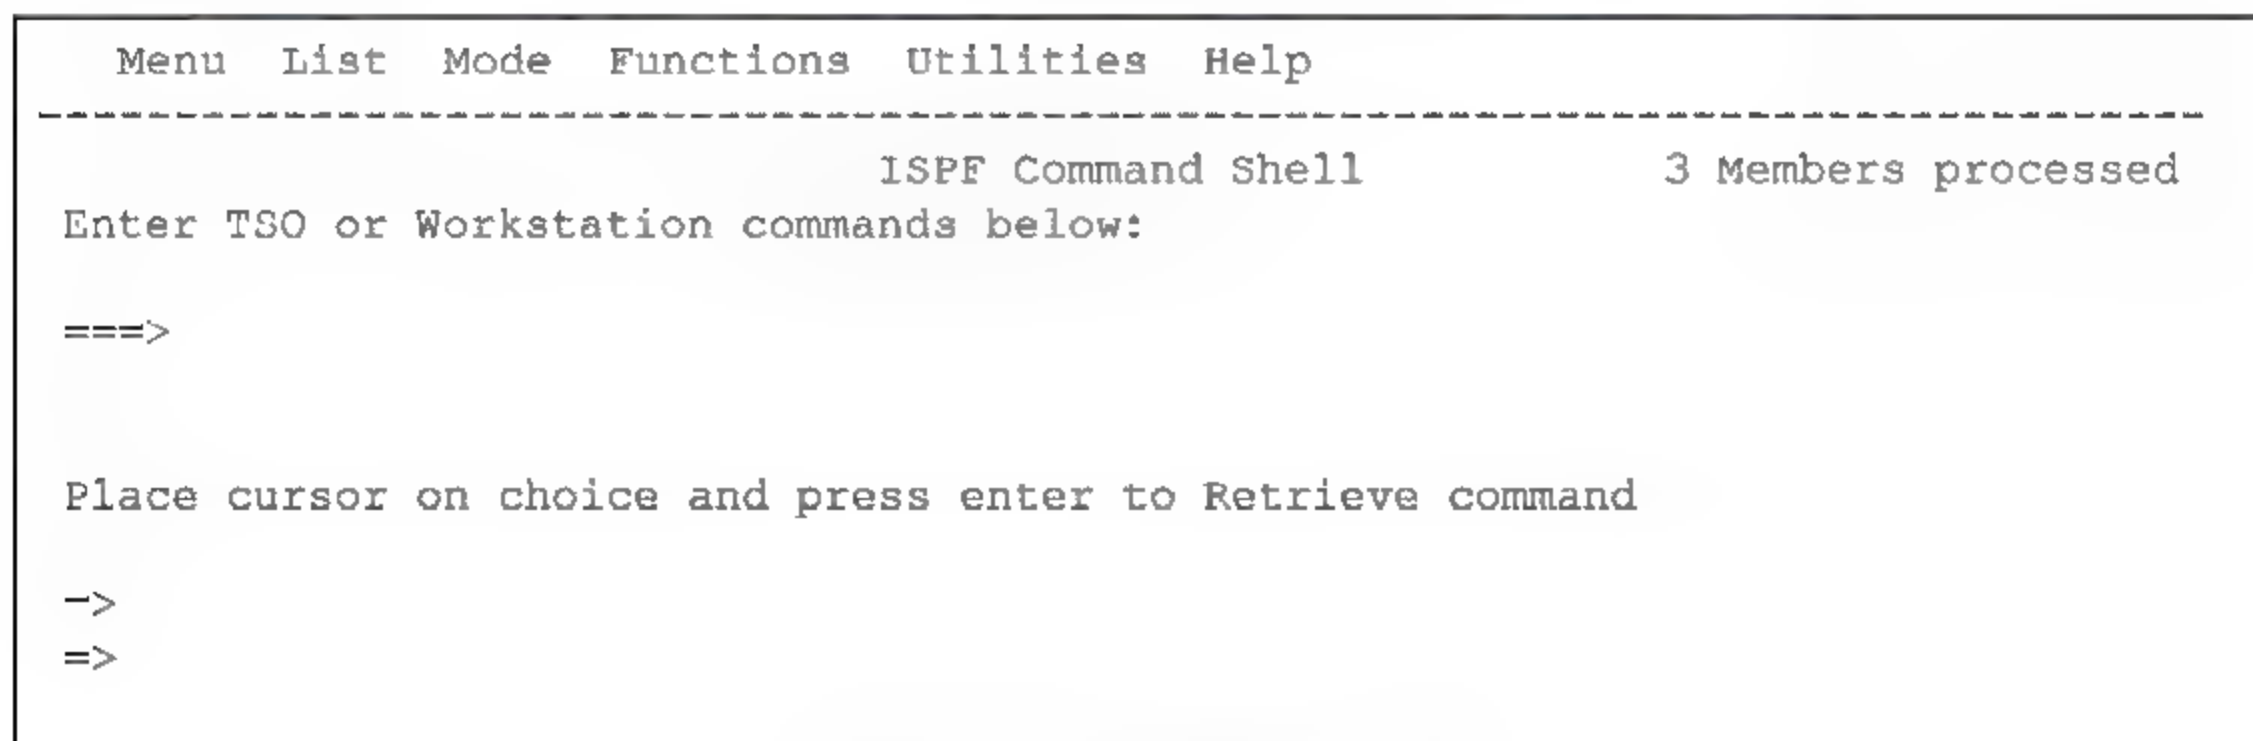 Menu  List  Mode  Functions  Utilities  Help
--------------------------------------------------------------------------------
ISPF Command Shell 3 Members processed
Enter TSO or Workstation commands below:
===>
Place cursor on choice and press enter to Retrieve command
->
=>